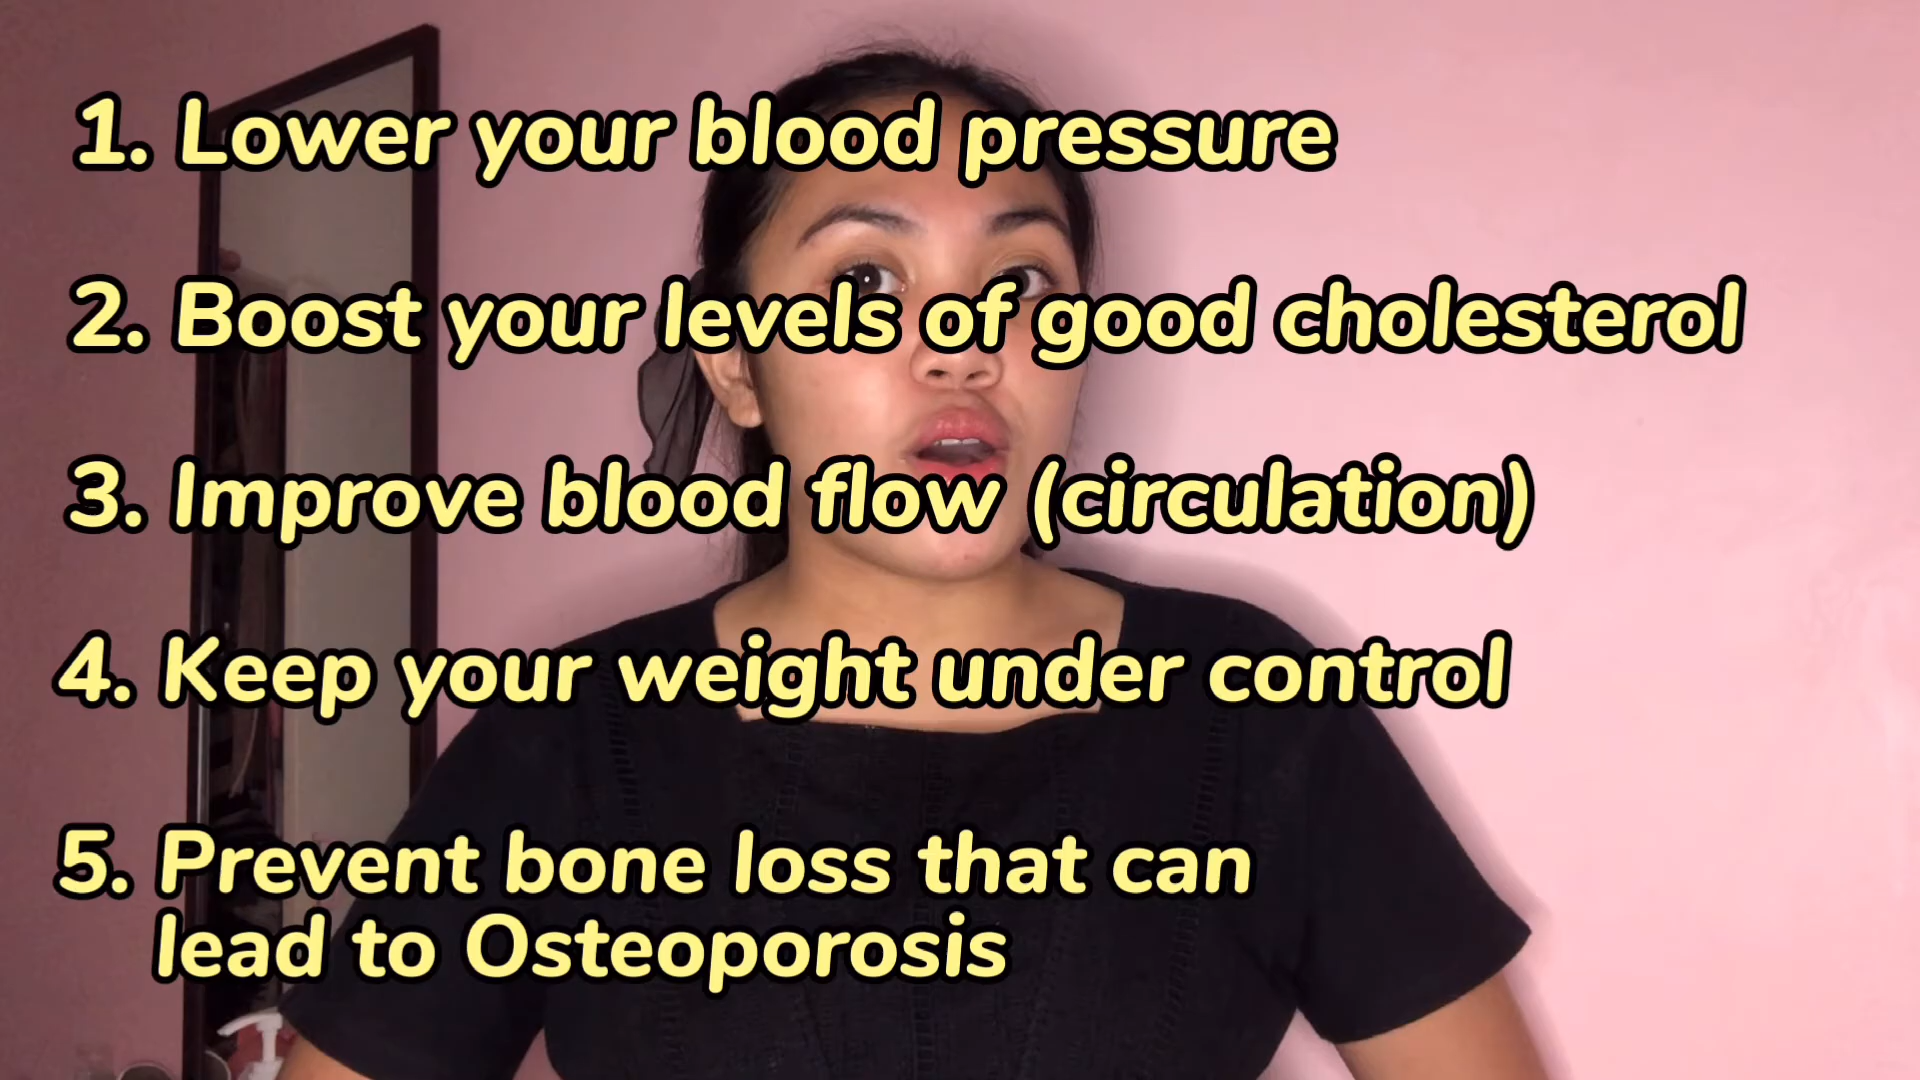 1. Lower your blood pressure
2. Boost your levels of good cholesterol
3. Improve blood flow (circulation)
4. Keep your weight under control
5. Prevent bone loss that can
lead to Osteoporosis